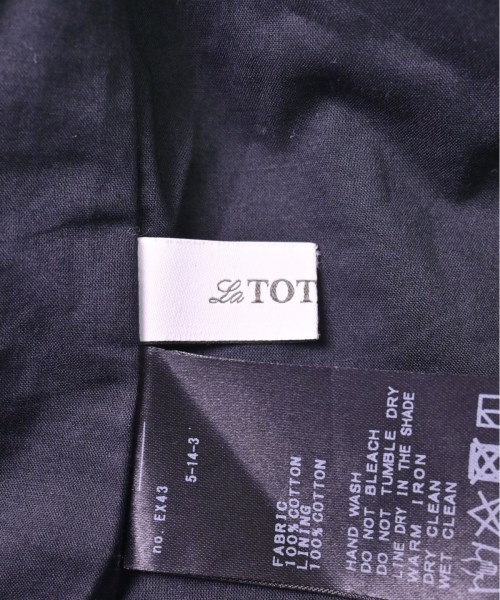 La TOT
no. EX43
5-14-3
FABRIC
100% COTTON
LINING
100% COTTON
HAND WASH
DO NOT BLEACH
DO NOT TUMBLE DRY
LINE DRY IN THE SHADE
WARM IRON
DRY CLEAN
WET CLEAN